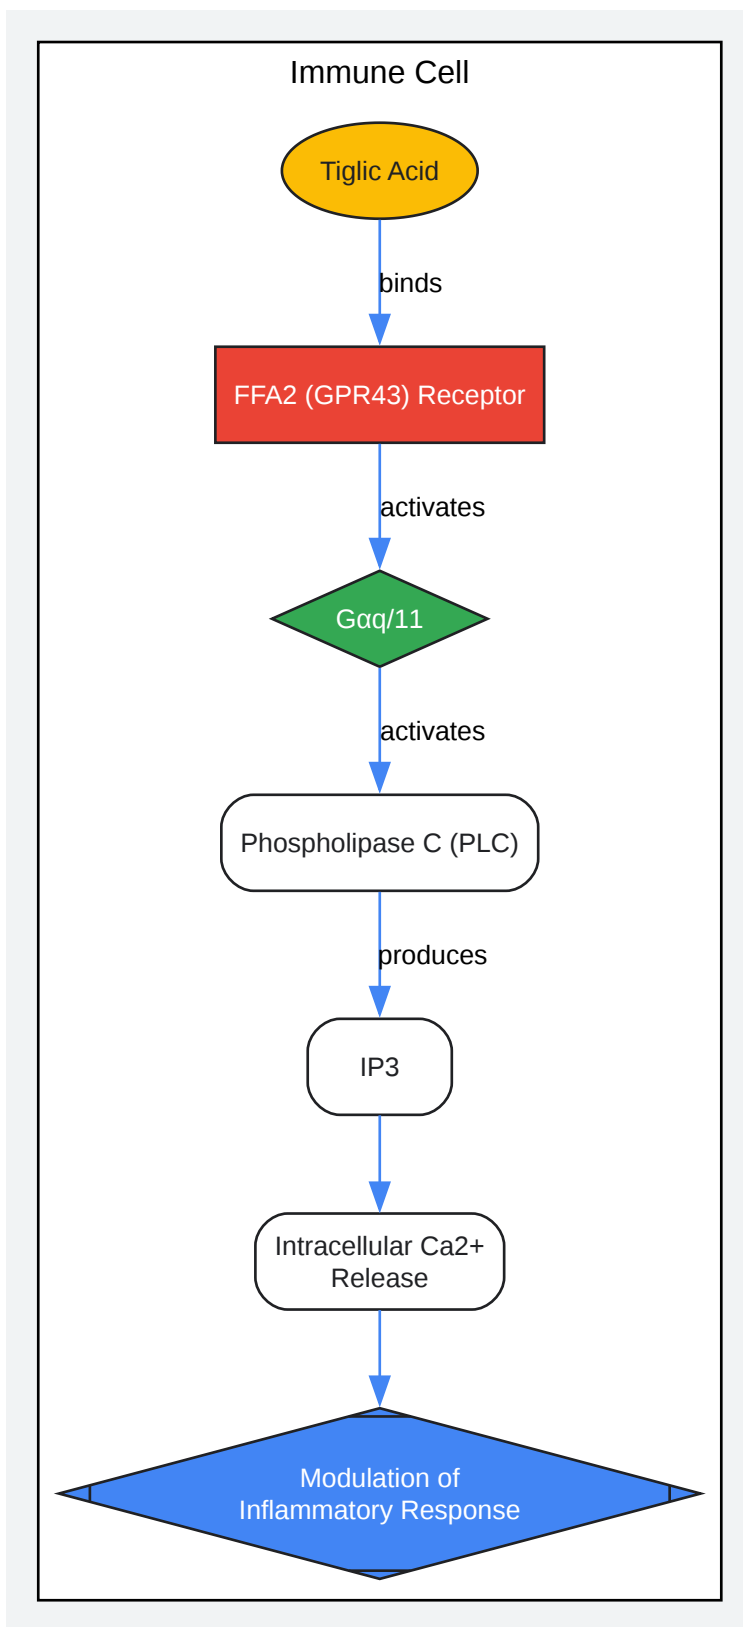 Immune Cell
Tiglic Acid
binds
FFA2 (GPR43) Receptor
activates
Gαq/11
activates
Phospholipase C (PLC)
produces
IP3
Intracellular Ca2+
Release
Modulation of
Inflammatory Response